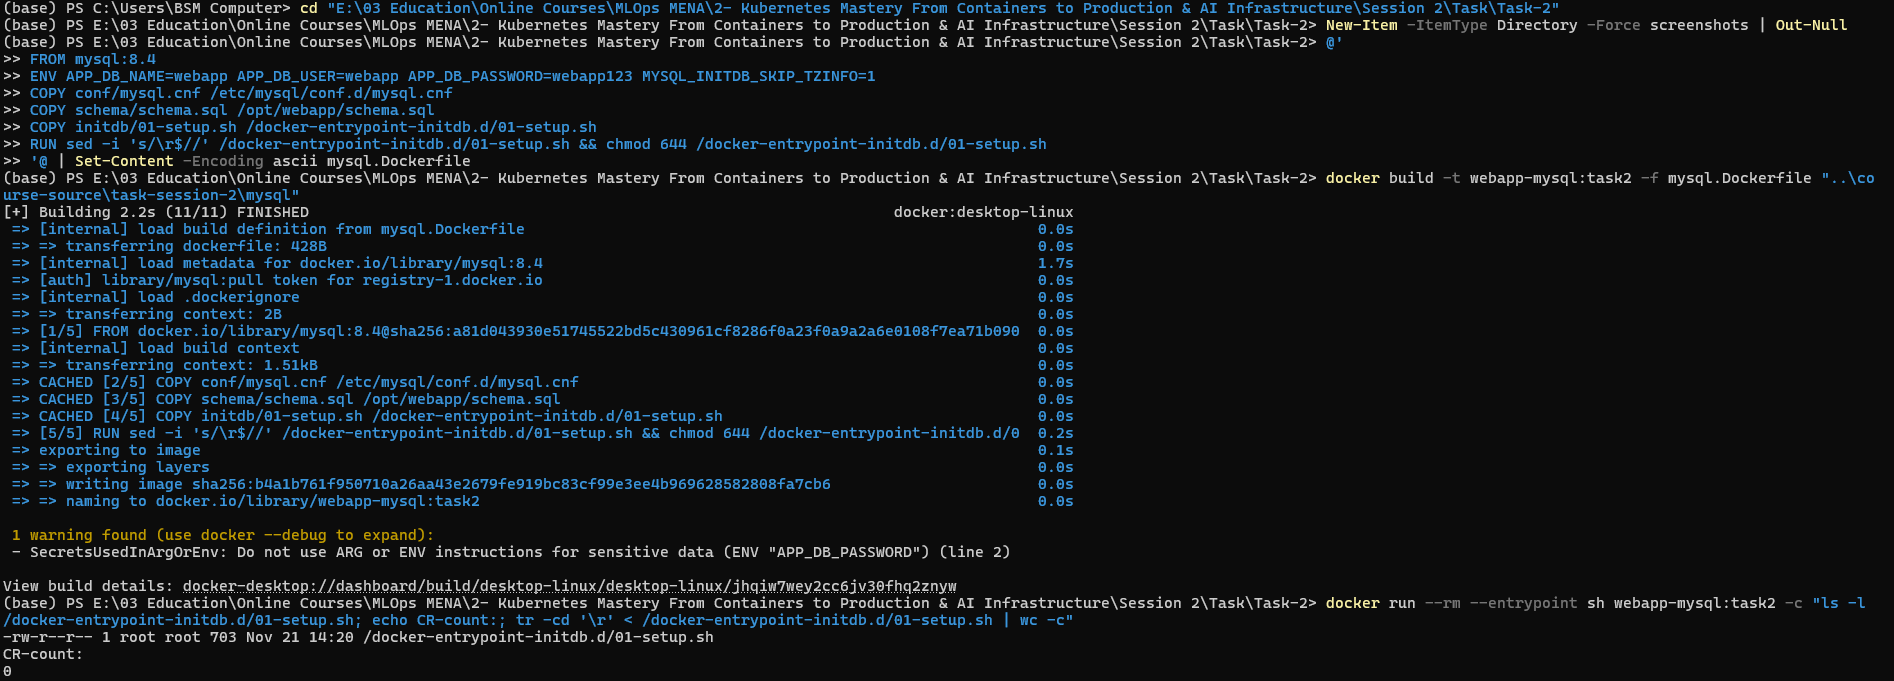 (base) PS C:\Users\BSM Computer> cd "E:\03 Education\Online Courses\MLOps MENA\2- Kubernetes Mastery From Containers to Production & AI Infrastructure\Session 2\Task\Task-2"
(base) PS E:\03 Education\Online Courses\MLOps MENA\2- Kubernetes Mastery From Containers to Production & AI Infrastructure\Session 2\Task\Task-2> New-Item -ItemType Directory -Force screenshots | Out-Null
(base) PS E:\03 Education\Online Courses\MLOps MENA\2- Kubernetes Mastery From Containers to Production & AI Infrastructure\Session 2\Task\Task-2> @'
>> FROM mysql:8.4
>> ENV APP_DB_NAME=webapp APP_DB_USER=webapp APP_DB_PASSWORD=webapp123 MYSQL_INITDB_SKIP_TZINFO=1
>> COPY conf/mysql.cnf /etc/mysql/conf.d/mysql.cnf
>> COPY schema/schema.sql /opt/webapp/schema.sql
>> COPY initdb/01-setup.sh /docker-entrypoint-initdb.d/01-setup.sh
>> RUN sed -i 's/\r$//' /docker-entrypoint-initdb.d/01-setup.sh && chmod 644 /docker-entrypoint-initdb.d/01-setup.sh
>> '@ | Set-Content -Encoding ascii mysql.Dockerfile
(base) PS E:\03 Education\Online Courses\MLOps MENA\2- Kubernetes Mastery From Containers to Production & AI Infrastructure\Session 2\Task\Task-2> docker build -t webapp-mysql:task2 -f mysql.Dockerfile "..\co
urse-source\task-session-2\mysql"
[+] Building 2.2s (11/11) FINISHED docker:desktop-linux
=> [internal] load build definition from mysql.Dockerfile 0.0s
=> => transferring dockerfile: 428B 0.0s
=> [internal] load metadata for docker.io/library/mysql:8.4 1.7s
=> [auth] library/mysql:pull token for registry-1.docker.io 0.0s
=> [internal] load .dockerignore 0.0s
=> => transferring context: 2B 0.0s
=> [1/5] FROM docker.io/library/mysql:8.4@sha256:a81d043930e51745522bd5c430961cf8286f0a23f0a9a2a6e0108f7ea71b090 0.0s
=> [internal] load build context 0.0s
=> => transferring context: 1.51kB 0.0s
=> CACHED [2/5] COPY conf/mysql.cnf /etc/mysql/conf.d/mysql.cnf 0.0s
=> CACHED [3/5] COPY schema/schema.sql /opt/webapp/schema.sql 0.0s
=> CACHED [4/5] COPY initdb/01-setup.sh /docker-entrypoint-initdb.d/01-setup.sh 0.0s
=> [5/5] RUN sed -i 's/\r$//' /docker-entrypoint-initdb.d/01-setup.sh && chmod 644 /docker-entrypoint-initdb.d/0 0.2s
=> exporting to image 0.1s
=> => exporting layers 0.0s
=> => writing image sha256:b4a1b761f950710a26aa43e2679fe919bc83cf99e3ee4b969628582808fa7cb6 0.0s
=> => naming to docker.io/library/webapp-mysql:task2 0.0s
1 warning found (use docker --debug to expand):
- SecretsUsedInArgOrEnv: Do not use ARG or ENV instructions for sensitive data (ENV "APP_DB_PASSWORD") (line 2)
View build details: docker-desktop://dashboard/build/desktop-linux/desktop-linux/jhqiw7wey2cc6jv30fhq2znyw
(base) PS E:\03 Education\Online Courses\MLOps MENA\2- Kubernetes Mastery From Containers to Production & AI Infrastructure\Session 2\Task\Task-2> docker run --rm --entrypoint sh webapp-mysql:task2 -c "ls -l
/docker-entrypoint-initdb.d/01-setup.sh; echo CR-count:; tr -cd '\r' < /docker-entrypoint-initdb.d/01-setup.sh | wc -c"
-rw-r--r-- 1 root root 703 Nov 21 14:20 /docker-entrypoint-initdb.d/01-setup.sh
CR-count:
0